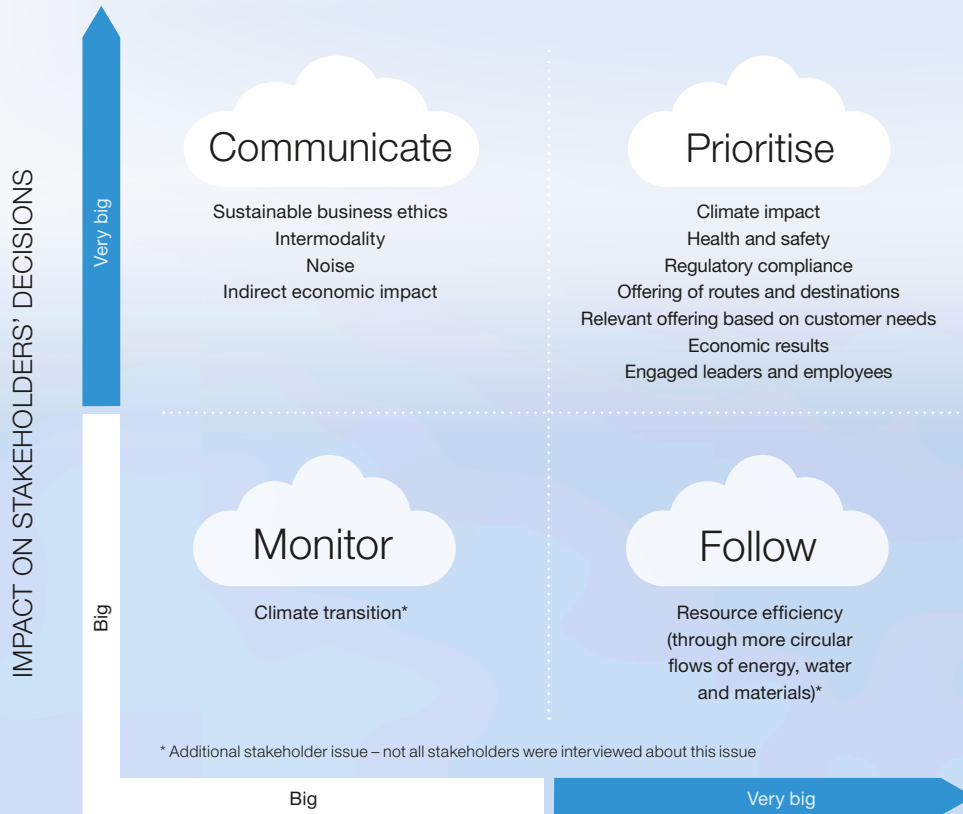 IMPACT ON STAKEHOLDERS' DECISIONS
Very big
Big
Communicate
Sustainable business ethics
Intermodality
Noise
Indirect economic impact
Prioritise
Climate impact
Health and safety
Regulatory compliance
Offering of routes and destinations
Relevant offering based on customer needs
Economic results
Engaged leaders and employees
Monitor
Climate transition*
Follow
Resource efficiency
(through more circular
flows of energy, water
and materials)*
* Additional stakeholder issue – not all stakeholders were interviewed about this issue
Big
Very big